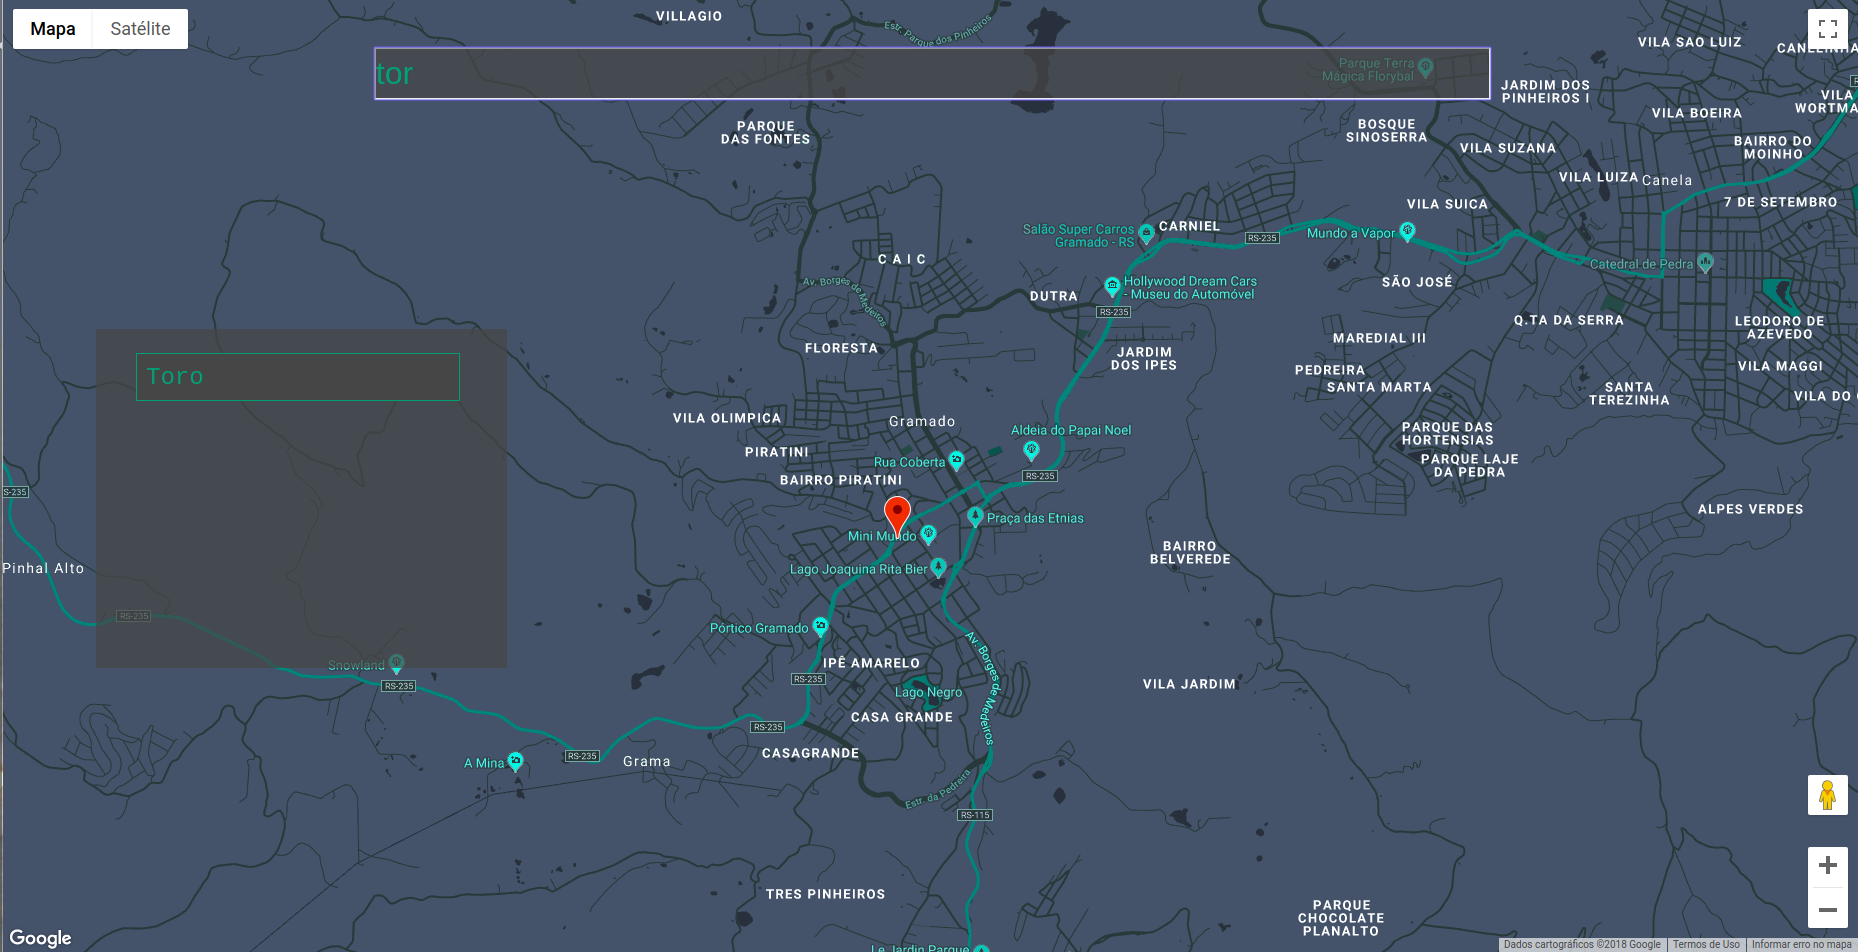 Mapa
Satélite
VILLAGIO
Estr. Parque dos Pinheiros
VILA SAO LUIZ
CANELINHA
tor
Parque Terra
Mágica Florybal
JARDIM DOS
PINHEIROS I
VILA
WORTMA
VILA BOEIRA
PARQUE
DAS FONTES
BOSQUE
SINOSERRA
VILA SUZANA
BAIRRO DO
MOINHO
VILA LUIZA
Canela
VILA SUICA
7 DE SETEMBRO
Salão Super Carros
Gramado - RS
CARNIEL
RS-235
Mundo a Vapor
CAIC
Catedral de Pedra
Av. Borges de Medeiros
DUTRA
Hollywood Dream Cars
- Museu do Automóvel
SÃO JOSÉ
RS-235
Q.TA DA SERRA
LEODORO DE
AZEVEDO
FLORESTA
JARDIM
DOS IPES
MAREDIAL III
VILA MAGGI
Toro
PEDREIRA
SANTA MARTA
SANTA
TEREZINHA
VILA DO
VILA OLIMPICA
Gramado
Aldeia do Papai Noel
PARQUE DAS
HORTENSIAS
PIRATINI
Rua Coberta
PARQUE LAJE
DA PEDRA
BAIRRO PIRATINI
RS-235
S-235
Praça das Etnias
ALPES VERDES
Mini Mundo
BAIRRO
BELVEREDE
Pinhal Alto
Lago Joaquina Rita Bier
RS-235
Pórtico Gramado
Av. Borges de Medeiros
Snowland
RS-235
IPÊ AMARELO
RS-235
Lago Negro
VILA JARDIM
CASA GRANDE
RS-235
CASAGRANDE
A Mina
RS-235
Grama
Estr. da Pedreira
RS-115
TRES PINHEIROS
PARQUE
CHOCOLATE
PLANALTO
Le Jardin Parque
Google
Dados cartográficos ©2018 Google
Termos de Uso
Informar erro no mapa